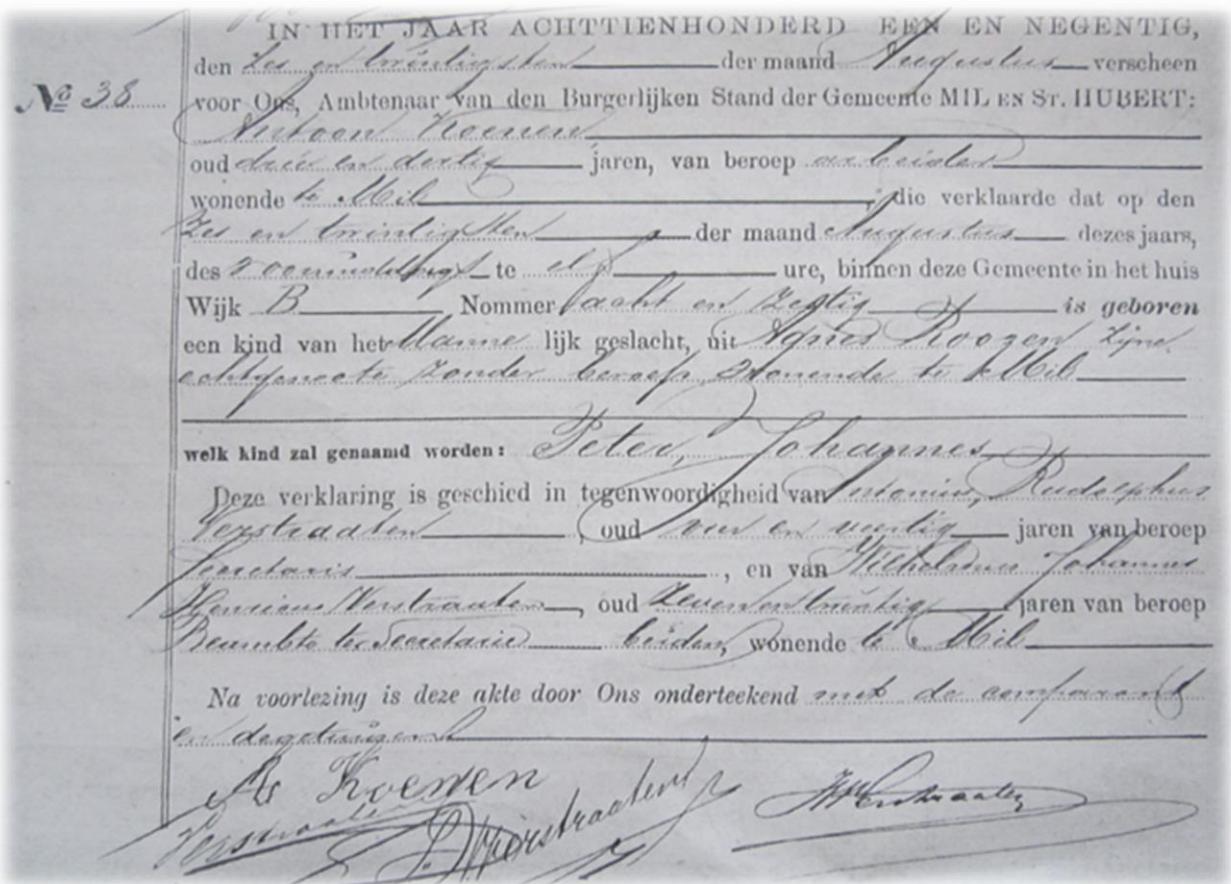 IN HET JAAR ACHTTIENHONDERD EEN EN NEGENTIG,
den Zes en twintigsten der maand Augustus verscheen
No 38 voor Ons, Ambtenaar van den Burgerlijken Stand der Gemeente MIL EN ST. HUBERT:
Antoon Koenen
oud drie en dertig jaren, van beroep arbeider
wonende te Mil, die verklaarde dat op den
Zes en twintigsten der maand Augustus dezes jaars,
des voormiddags te elf ure, binnen deze Gemeente in het huis
Wijk B Nommer acht en zestig is geboren
een kind van het Manne lijk geslacht, uit Agnes Roozen zijne
echtgenoote zonder beroep, wonende te Mil
welk kind zal genaamd worden: Peter, Johannes
Deze verklaring is geschied in tegenwoordigheid van Antonius, Rudolphus
Verstraaten, oud vier en veertig jaren van beroep
Secretaris, en van Wilhelmus Johannes
Henricus Verstraaten, oud Zeven en twintig jaren van beroep
Beambte ter Secretarie beiden, wonende te Mil
Na voorlezing is deze akte door Ons onderteekend met de comparant
en de getuigen
A Koenen
Verstraaten Verstraaten Verstraaten